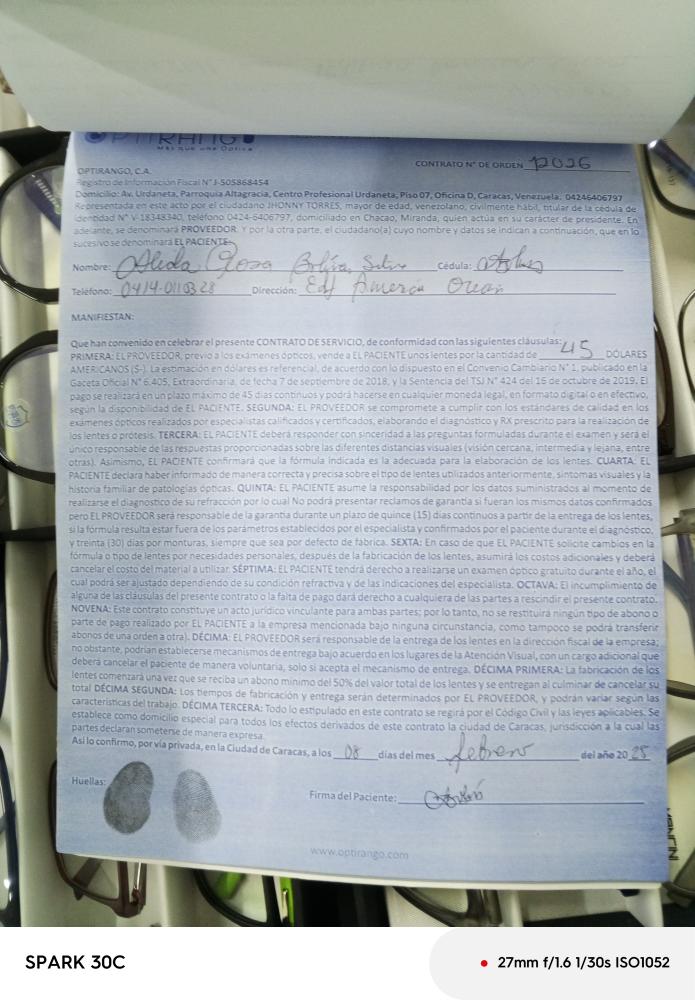 OPTIRANGO
Más que una Óptica
CONTRATO N° DE ORDEN 12026
OPTIRANGO, C.A.
Registro de Información Fiscal N° J-505868454
Domicilio: Av. Urdaneta, Parroquia Altagracia, Centro Profesional Urdaneta, Piso 07, Oficina D, Caracas, Venezuela. 04246406797
Representada en este acto por el ciudadano JHONNY TORRES, mayor de edad, venezolano, civilmente hábil, titular de la cédula de
identidad N° V-18348340, teléfono 0424-6406797, domiciliado en Chacao, Miranda, quien actúa en su carácter de presidente. En
adelante, se denominará PROVEEDOR. Y por la otra parte, el ciudadano(a) cuyo nombre y datos se indican a continuación, que en lo
sucesivo se denominará EL PACIENTE.
Nombre: Rosa Bolívar Cédula:
Teléfono: 0414-0110328 Dirección: Edf America
MANIFIESTAN:
Que han convenido en celebrar el presente CONTRATO DE SERVICIO, de conformidad con las siguientes cláusulas:
PRIMERA: EL PROVEEDOR, previo a los exámenes ópticos, vende a EL PACIENTE unos lentes por la cantidad de 45 DÓLARES
AMERICANOS ($-). La estimación en dólares es referencial, de acuerdo con lo dispuesto en el Convenio Cambiario N° 1, publicado en la
Gaceta Oficial N° 6.405, Extraordinaria, de fecha 7 de septiembre de 2018, y la Sentencia del TSJ N° 424 del 16 de octubre de 2019. El
pago se realizará en un plazo máximo de 45 días continuos y podrá hacerse en cualquier moneda legal, en formato digital o en efectivo,
según la disponibilidad de EL PACIENTE. SEGUNDA: EL PROVEEDOR se compromete a cumplir con los estándares de calidad en los
exámenes ópticos realizados por especialistas calificados y certificados, elaborando el diagnóstico y RX prescrito para la realización de
los lentes o prótesis. TERCERA: EL PACIENTE deberá responder con sinceridad a las preguntas formuladas durante el examen y será el
único responsable de las respuestas proporcionadas sobre las diferentes distancias visuales (visión cercana, intermedia y lejana, entre
otras). Asimismo, EL PACIENTE confirmará que la fórmula indicada es la adecuada para la elaboración de los lentes. CUARTA: EL
PACIENTE declara haber informado de manera correcta y precisa sobre el tipo de lentes utilizados anteriormente, síntomas visuales y la
historia familiar de patologías ópticas. QUINTA: EL PACIENTE asume la responsabilidad por los datos suministrados al momento de
realizarse el diagnóstico de su refracción por lo cual No podrá presentar reclamos de garantía si fueran los mismos datos confirmados
pero EL PROVEEDOR será responsable de la garantía durante un plazo de quince (15) días continuos a partir de la entrega de los lentes,
si la fórmula resulta estar fuera de los parámetros establecidos por el especialista y confirmados por el paciente durante el diagnóstico,
y treinta (30) días por monturas, siempre que sea por defecto de fabrica. SEXTA: En caso de que EL PACIENTE solicite cambios en la
fórmula o tipo de lentes por necesidades personales, después de la fabricación de los lentes, asumirá los costos adicionales y deberá
cancelar el costo del material a utilizar. SÉPTIMA: EL PACIENTE tendrá derecho a realizarse un examen óptico gratuito durante el año, el
cual podrá ser ajustado dependiendo de su condición refractiva y de las indicaciones del especialista. OCTAVA: El incumplimiento de
alguna de las cláusulas del presente contrato o la falta de pago dará derecho a cualquiera de las partes a rescindir el presente contrato.
NOVENA: Este contrato constituye un acto jurídico vinculante para ambas partes; por lo tanto, no se restituirá ningún tipo de abono o
parte de pago realizado por EL PACIENTE a la empresa mencionada bajo ninguna circunstancia, como tampoco se podrá transferir
abonos de una orden a otra). DÉCIMA: EL PROVEEDOR será responsable de la entrega de los lentes en la dirección fiscal de la empresa;
no obstante, podrían establecerse mecanismos de entrega bajo acuerdo en los lugares de la Atención Visual, con un cargo adicional que
deberá cancelar el paciente de manera voluntaria, solo si acepta el mecanismo de entrega. DÉCIMA PRIMERA: La fabricación de los
lentes comenzará una vez que se reciba un abono mínimo del 50% del valor total de los lentes y se entregan al culminar de cancelar su
total DÉCIMA SEGUNDA: Los tiempos de fabricación y entrega serán determinados por EL PROVEEDOR, y podrán variar según las
características del trabajo. DÉCIMA TERCERA: Todo lo estipulado en este contrato se regirá por el Código Civil y las leyes aplicables. Se
establece como domicilio especial para todos los efectos derivados de este contrato la ciudad de Caracas, jurisdicción a la cual las
partes declaran someterse de manera expresa.
Así lo confirmo, por vía privada, en la Ciudad de Caracas, a los 08 días del mes febrero del año 2025
Huellas:
Firma del Paciente:
www.optirango.com
SPARK 30C
27mm f/1.6 1/30s ISO1052